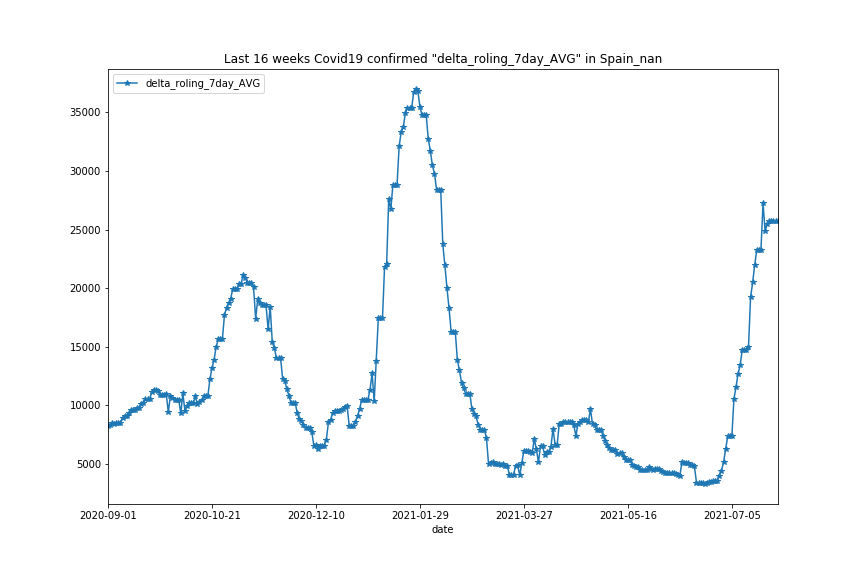 Last 16 weeks Covid19 confirmed "delta_roling_7day_AVG" in Spain_nan
delta_roling_7day_AVG
35000
30000
25000
20000
15000
10000
5000
2020-09-01 2020-10-21 2020-12-10 2021-01-29 2021-03-27 2021-05-16 2021-07-05
date